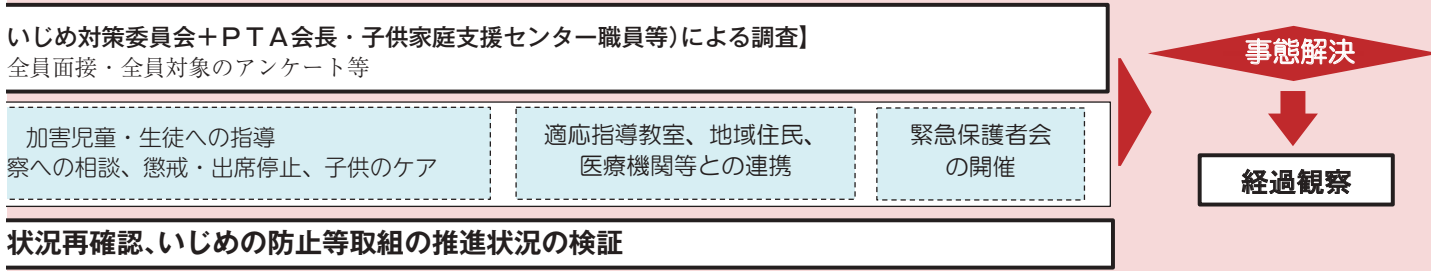 いじめ対策委員会＋ＰＴＡ会長・子供家庭支援センター職員等）による調査】
全員面接・全員対象のアンケート等
加害児童・生徒への指導
察への相談、懲戒・出席停止、子供のケア
適応指導教室、地域住民、
医療機関等との連携
緊急保護者会
の開催
状況再確認、いじめの防止等取組の推進状況の検証
事態解決
経過観察